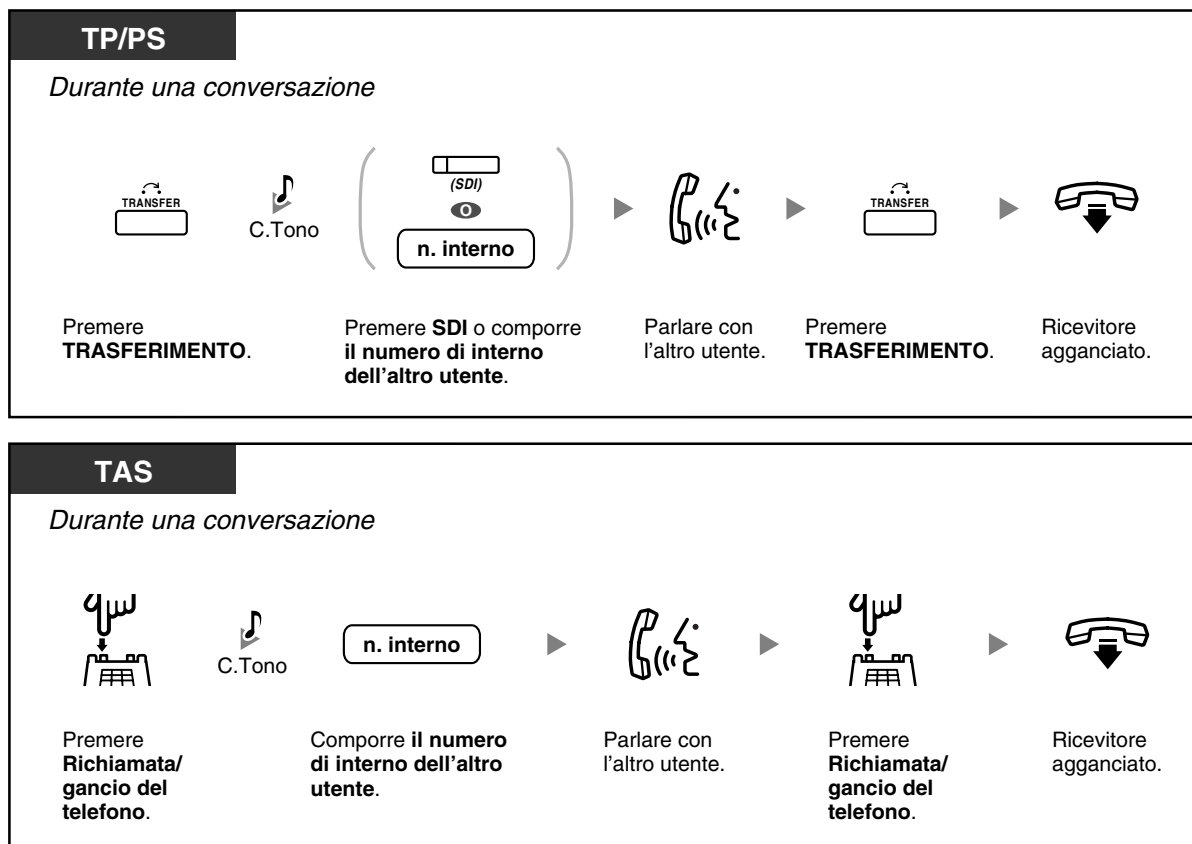 TP/PS
Durante una conversazione
TRANSFER
C.Tono
(SDI)
O
n. interno
TRANSFER
Premere
TRASFERIMENTO.
Premere SDI o comporre
il numero di interno
dell'altro utente.
Parlare con
l'altro utente.
Premere
TRASFERIMENTO.
Ricevitore
agganciato.
TAS
Durante una conversazione
C.Tono
n. interno
Premere
Richiamata/
gancio del
telefono.
Comporre il numero
di interno dell'altro
utente.
Parlare con
l'altro utente.
Premere
Richiamata/
gancio del
telefono.
Ricevitore
agganciato.